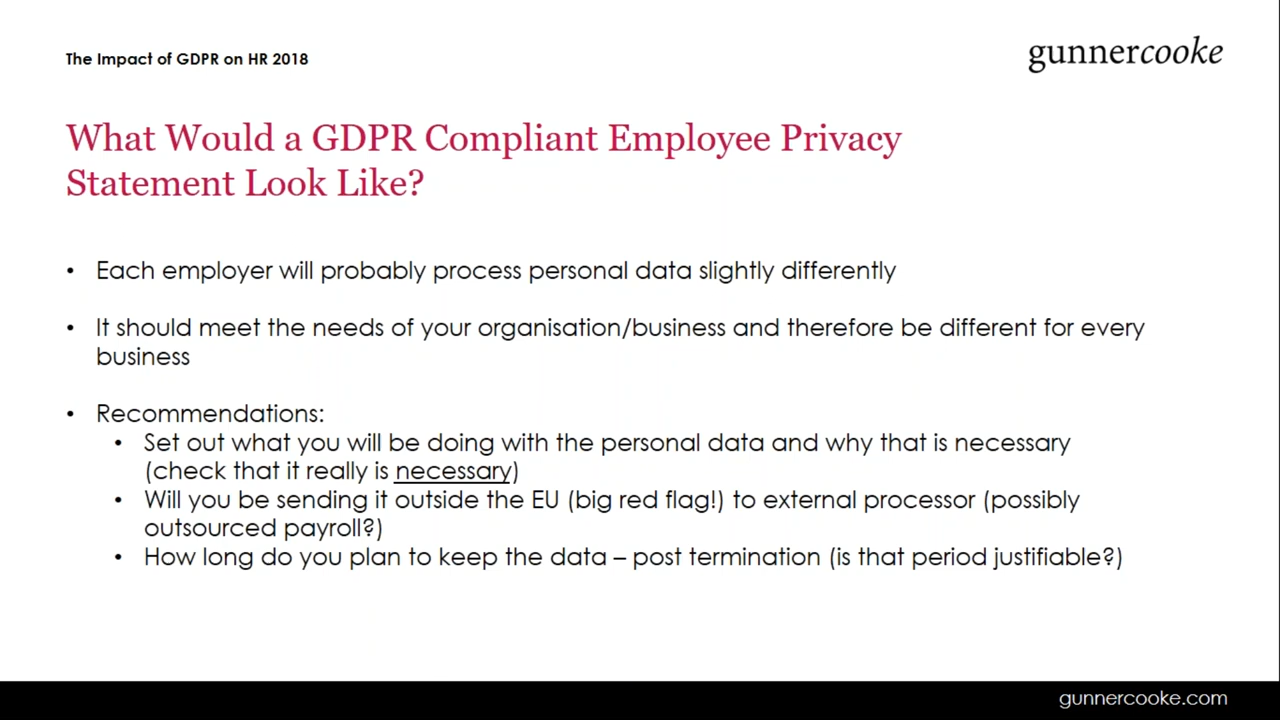 The Impact of GDPR on HR 2018
gunnercooke
What Would a GDPR Compliant Employee Privacy
Statement Look Like?
• Each employer will probably process personal data slightly differently
• It should meet the needs of your organisation/business and therefore be different for every
business
• Recommendations:
• Set out what you will be doing with the personal data and why that is necessary
(check that it really is necessary)
• Will you be sending it outside the EU (big red flag!) to external processor (possibly
outsourced payroll?)
• How long do you plan to keep the data – post termination (is that period justifiable?)
gunnercooke.com